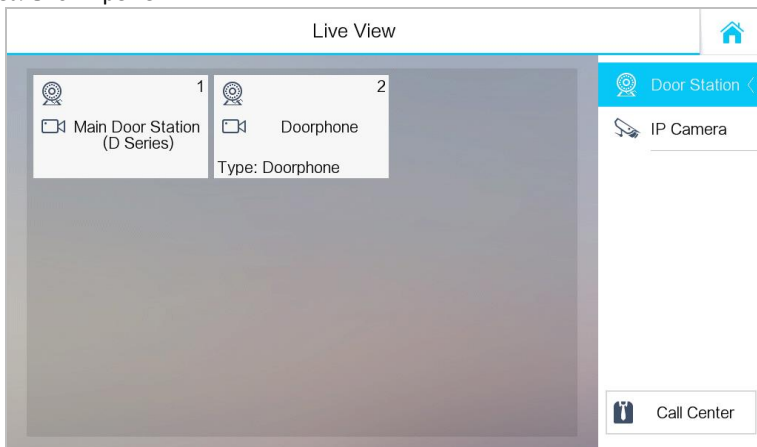 Live View
1
Main Door Station
(D Series)
2
Doorphone
Type: Doorphone
Door Station
IP Camera
Call Center